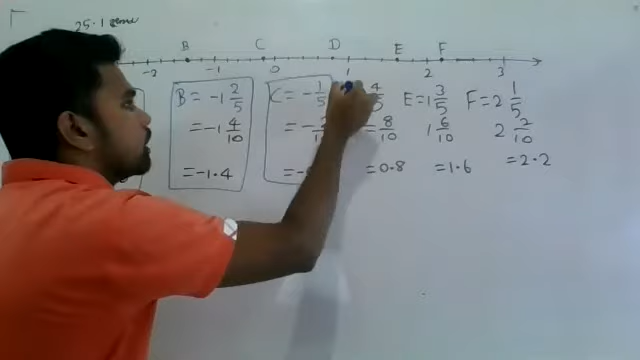 25.1
B C D E F
-2 -1 0 1 2 3
B = -1 2/5 C = -1/5 4/5 E = 1 3/5 F = 2 1/5
= -1 4/10 = 8/10 1 6/10 2 2/10
= -1.4 = 0.8 = 1.6 = 2.2